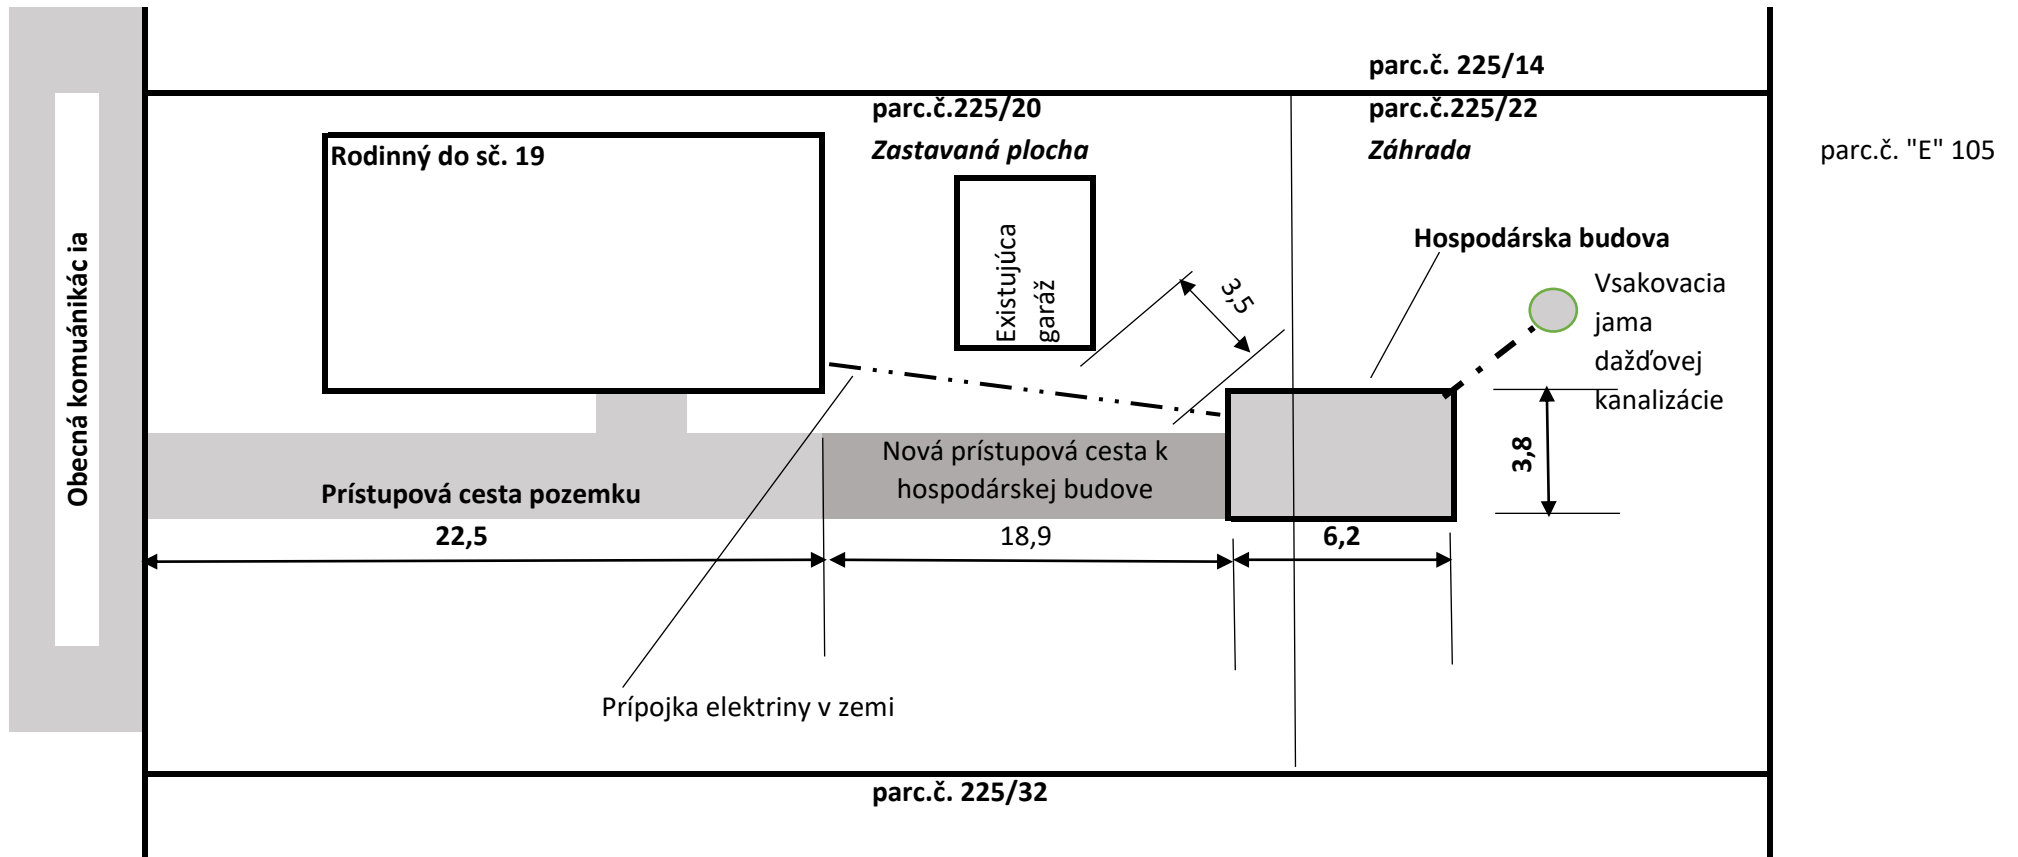 parc.č. 225/14
parc.č.225/20
parc.č.225/22
Rodinný do sč. 19
Zastavaná plocha
Záhrada
parc.č. "E" 105
Obecná komuánikác ia
Existujúca
garáž
3,5
Hospodárska budova
Vsakovacia
jama
dažďovej
kanalizácie
3,8
Nová prístupová cesta k
hospodárskej budove
Prístupová cesta pozemku
22,5
18,9
6,2
Prípojka elektriny v zemi
parc.č. 225/32